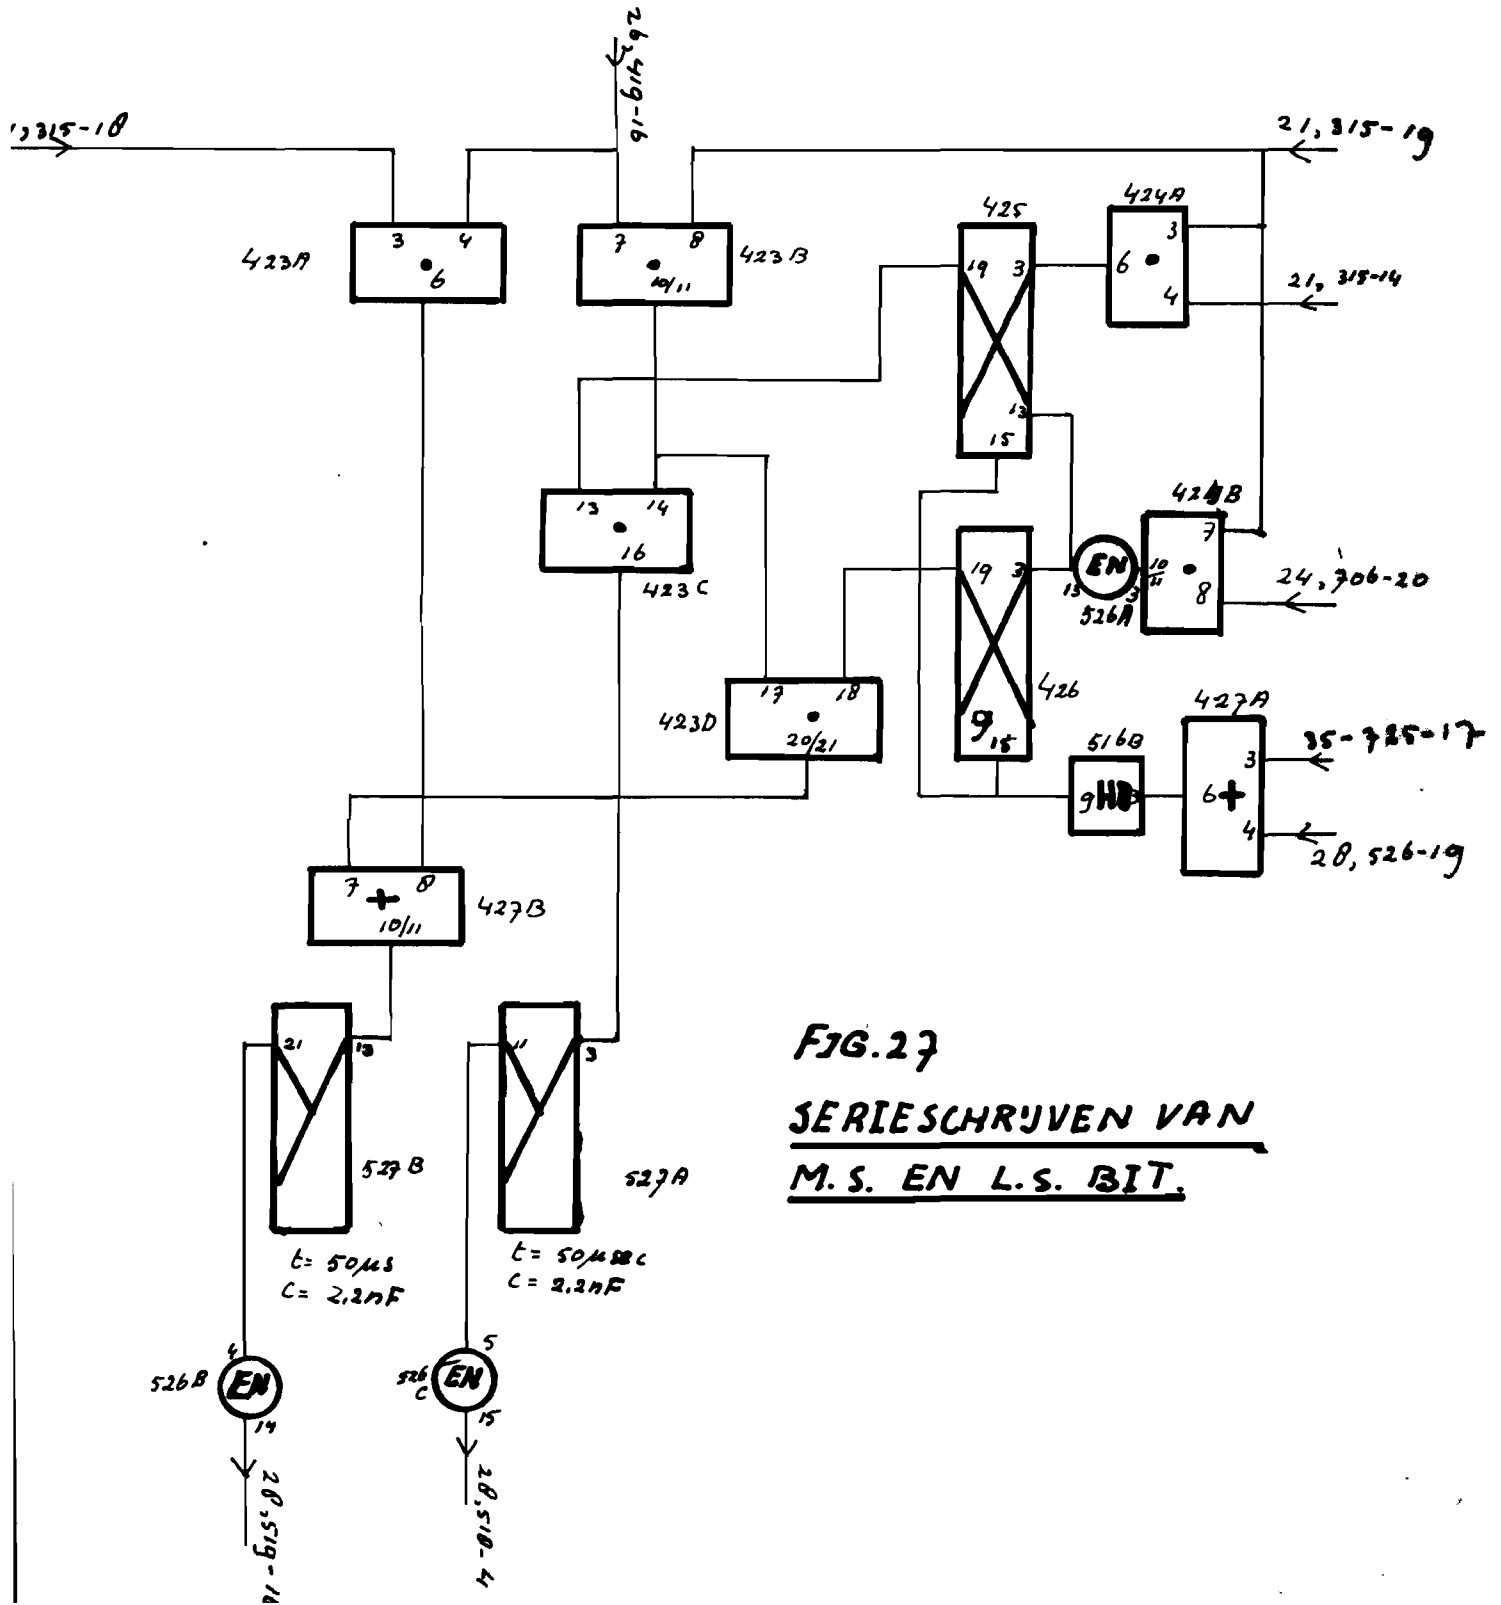 26, 419-16
1, 315-18
21, 315-19
423A
3 4
6
7 8
10/11
423B
425
19 3
13
15
424A
3
6
4
21, 315-14
13 14
16
423C
424B
7
10/11
8
24, 706-20
EN
13 3
526A
19 3
9 15
426
423D
17 18
20/21
516B
9 HD
427A
3
6 +
4
35-725-17
28, 526-19
7 8
+
10/11
427B
21 13
527B
t= 50µs
C= 2.2nF
11 3
527A
t= 50µsec
C= 2.2nF
FIG.27
SERIESCHRIJVEN VAN
M.S. EN L.S. BIT.
4
526B EN
14
28, 519-
5
526 C EN
15
28, 518-4